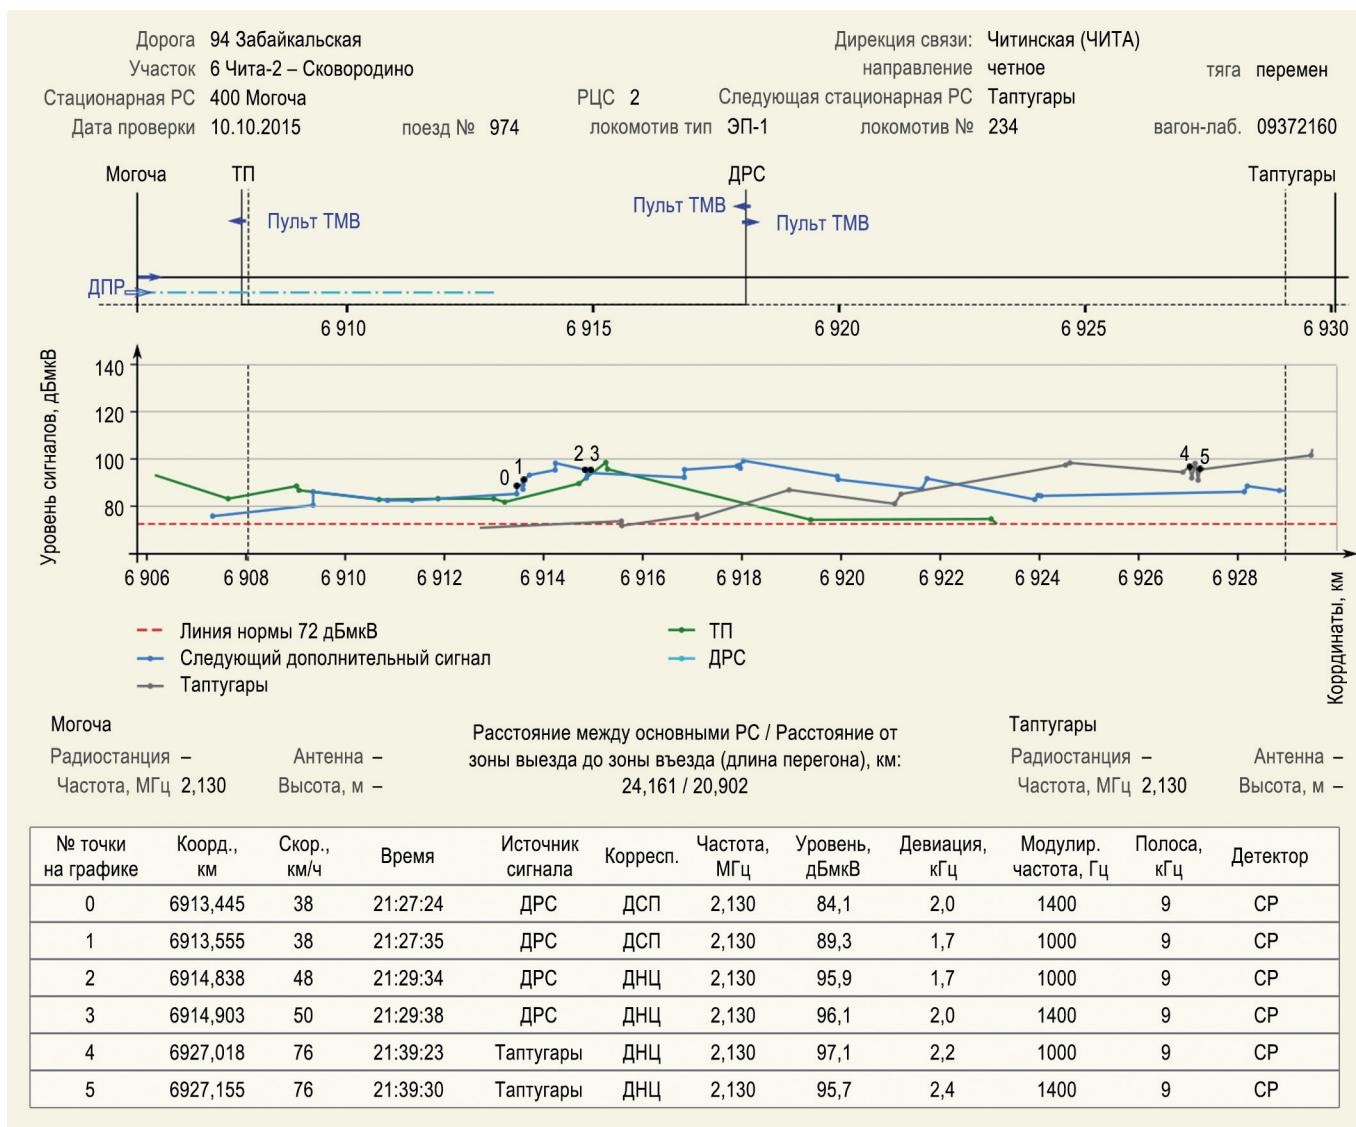 Дорога 94 Забайкальская Дирекция связи: Читинская (ЧИТА)
Участок 6 Чита-2 – Сковородино направление четное тяга перемен
Стационарная РС 400 Могоча РЦС 2 Следующая стационарная РС Таптугары
Дата проверки 10.10.2015 поезд № 974 локомотив тип ЭП-1 локомотив № 234 вагон-лаб. 09372160
Могоча ТП ДРС Таптугары
Пульт ТМВ Пульт ТМВ Пульт ТМВ
ДПР
6 910 6 915 6 920 6 925 6 930
Уровень сигналов, дБмкВ
140
120
100
80
0 1 2 3 4 5
6 906 6 908 6 910 6 912 6 914 6 916 6 918 6 920 6 922 6 924 6 926 6 928
Коррдинаты, км
Линия нормы 72 дБмкВ ТП
Следующий дополнительный сигнал ДРС
Таптугары
Могоча Расстояние между основными РС / Расстояние от Таптугары
Радиостанция – Антенна – зоны выезда до зоны въезда (длина перегона), км: Радиостанция – Антенна –
Частота, МГц 2,130 Высота, м – 24,161 / 20,902 Частота, МГц 2,130 Высота, м –
№ точки Коорд., Скор., Время Источник Корресп. Частота, Уровень, Девиация, Модулир. Полоса, Детектор
на графике км км/ч сигнала МГц дБмкВ кГц частота, Гц кГц
0 6913,445 38 21:27:24 ДРС ДСП 2,130 84,1 2,0 1400 9 СР
1 6913,555 38 21:27:35 ДРС ДСП 2,130 89,3 1,7 1000 9 СР
2 6914,838 48 21:29:34 ДРС ДНЦ 2,130 95,9 1,7 1000 9 СР
3 6914,903 50 21:29:38 ДРС ДНЦ 2,130 96,1 2,0 1400 9 СР
4 6927,018 76 21:39:23 Таптугары ДНЦ 2,130 97,1 2,2 1000 9 СР
5 6927,155 76 21:39:30 Таптугары ДНЦ 2,130 95,7 2,4 1400 9 СР